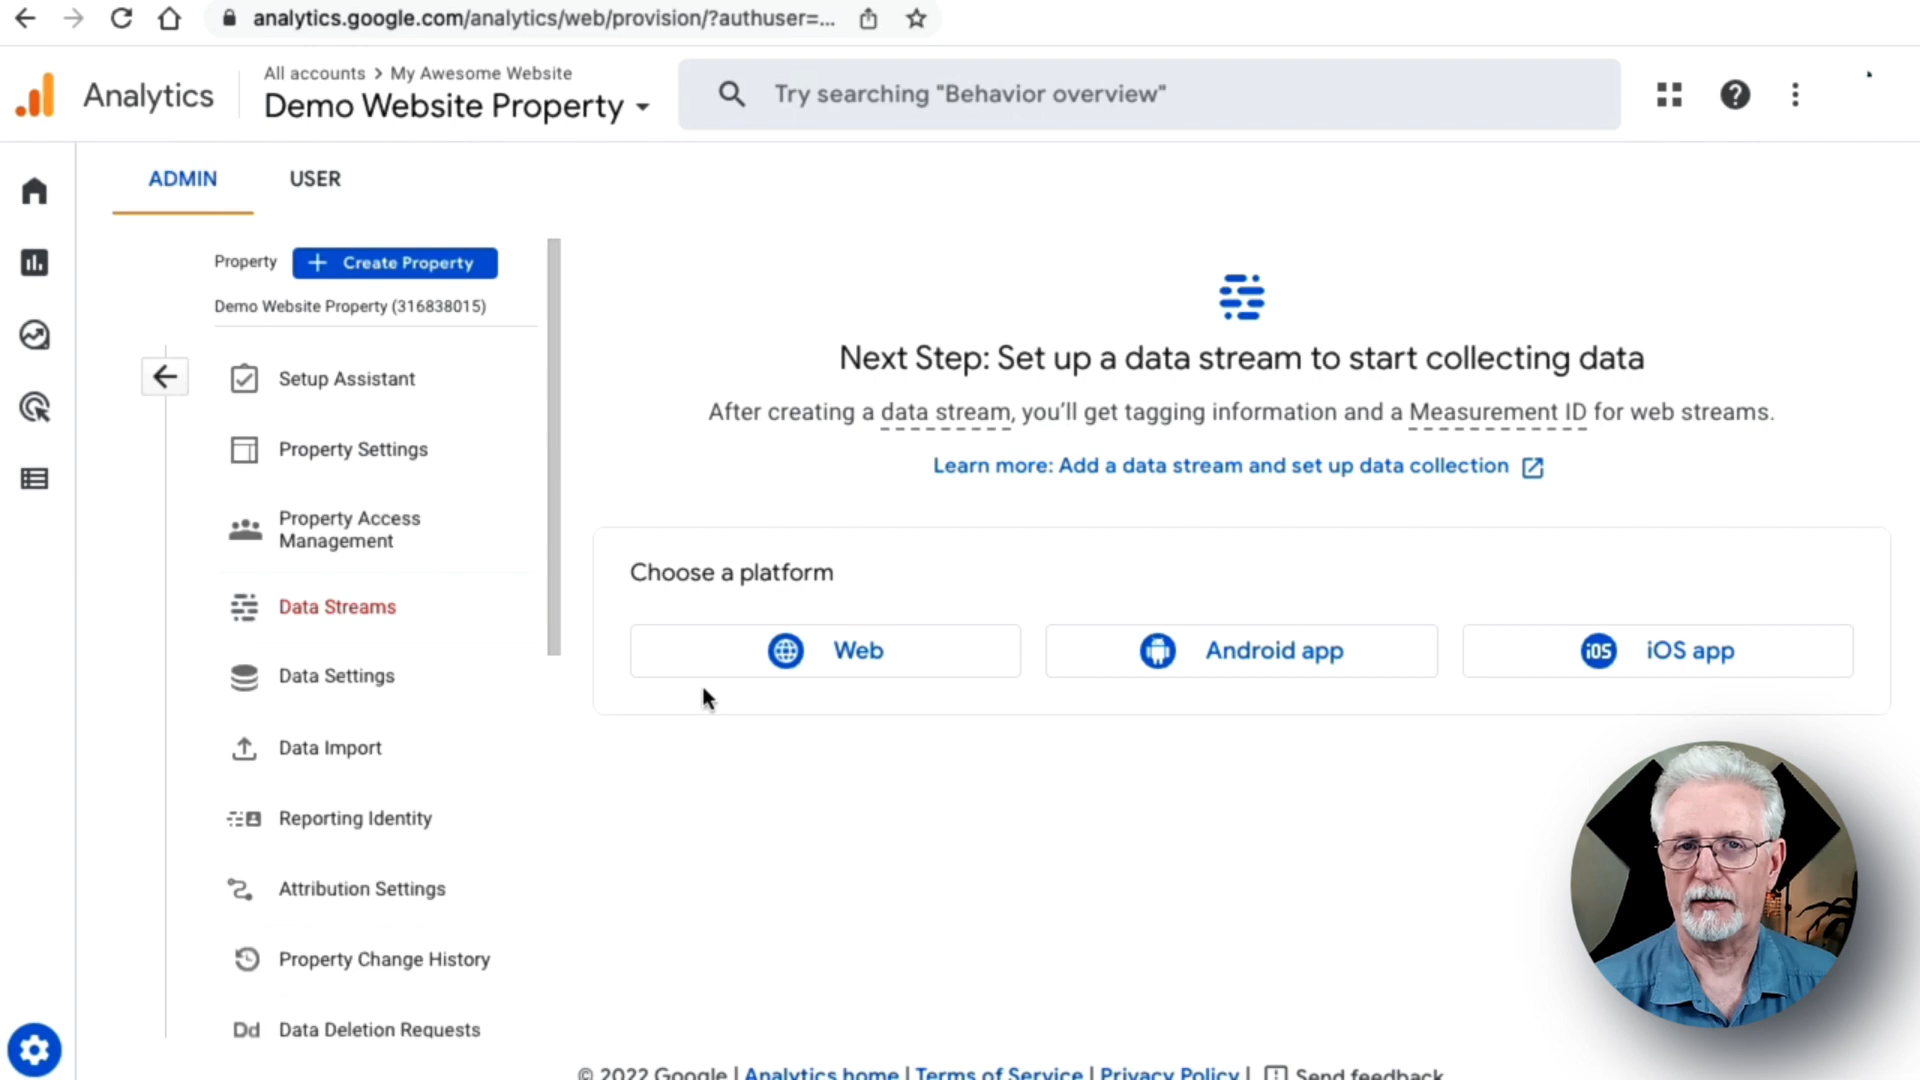 analytics.google.com/analytics/web/provision/?authuser=...
Analytics
All accounts > My Awesome Website
Demo Website Property
Try searching "Behavior overview"
ADMIN
USER
Property
+ Create Property
Demo Website Property (316838015)
Setup Assistant
Property Settings
Property Access
Management
Data Streams
Data Settings
Data Import
Reporting Identity
Attribution Settings
Property Change History
Dd Data Deletion Requests
Next Step: Set up a data stream to start collecting data
After creating a data stream, you'll get tagging information and a Measurement ID for web streams.
Learn more: Add a data stream and set up data collection
Choose a platform
Web
Android app
iOS iOS app
© 2022 Google | Analytics home | Terms of Service | Privacy Policy | Send feedback